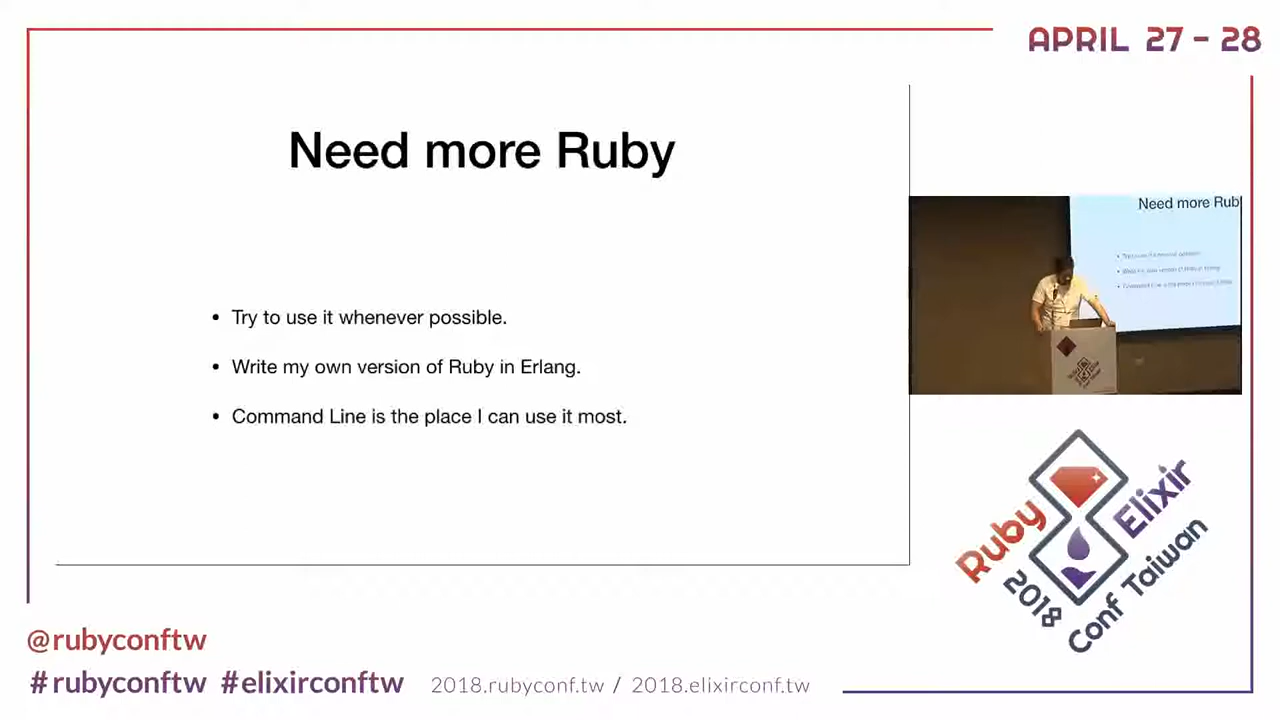 APRIL 27 - 28
Need more Ruby
• Try to use it whenever possible.
• Write my own version of Ruby in Erlang.
• Command Line is the place I can use it most.
Need more Rub
Ruby Elixir
2018 Conf Taiwan
@rubyconftw
#rubyconftw #elixirconftw
2018.rubyconf.tw / 2018.elixirconf.tw